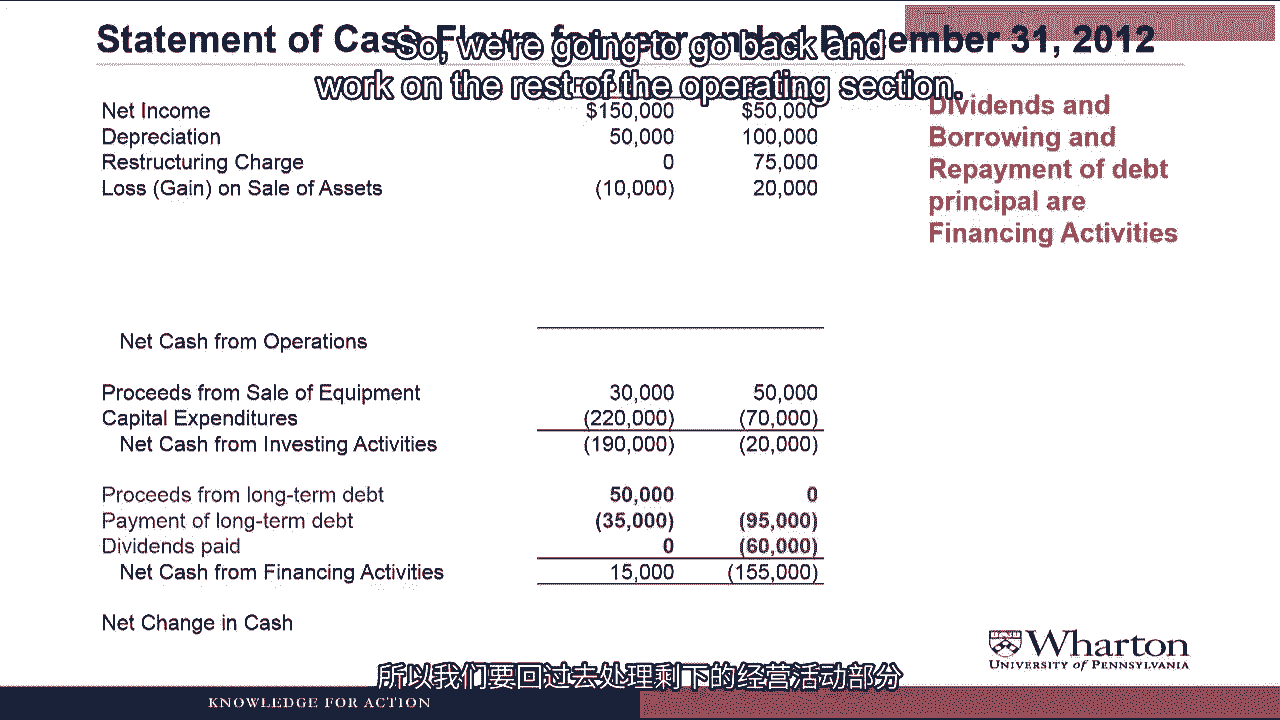 Statement of Cash Flows for year ended December 31, 2012
So, we're going to go back and
work on the rest of the operating section.
Net Income $150,000 $50,000
Depreciation 50,000 100,000
Restructuring Charge 0 75,000
Loss (Gain) on Sale of Assets (10,000) 20,000
Net Cash from Operations
Proceeds from Sale of Equipment 30,000 50,000
Capital Expenditures (220,000) (70,000)
Net Cash from Investing Activities (190,000) (20,000)
Proceeds from long-term debt 50,000 0
Payment of long-term debt (35,000) (95,000)
Dividends paid 0 (60,000)
Net Cash from Financing Activities 15,000 (155,000)
Net Change in Cash
Dividends and
Borrowing and
Repayment of debt
principal are
Financing Activities
Wharton
UNIVERSITY of PENNSYLVANIA
所以我们要回过去处理剩下的经营活动部分
KNOWLEDGE FOR ACTION